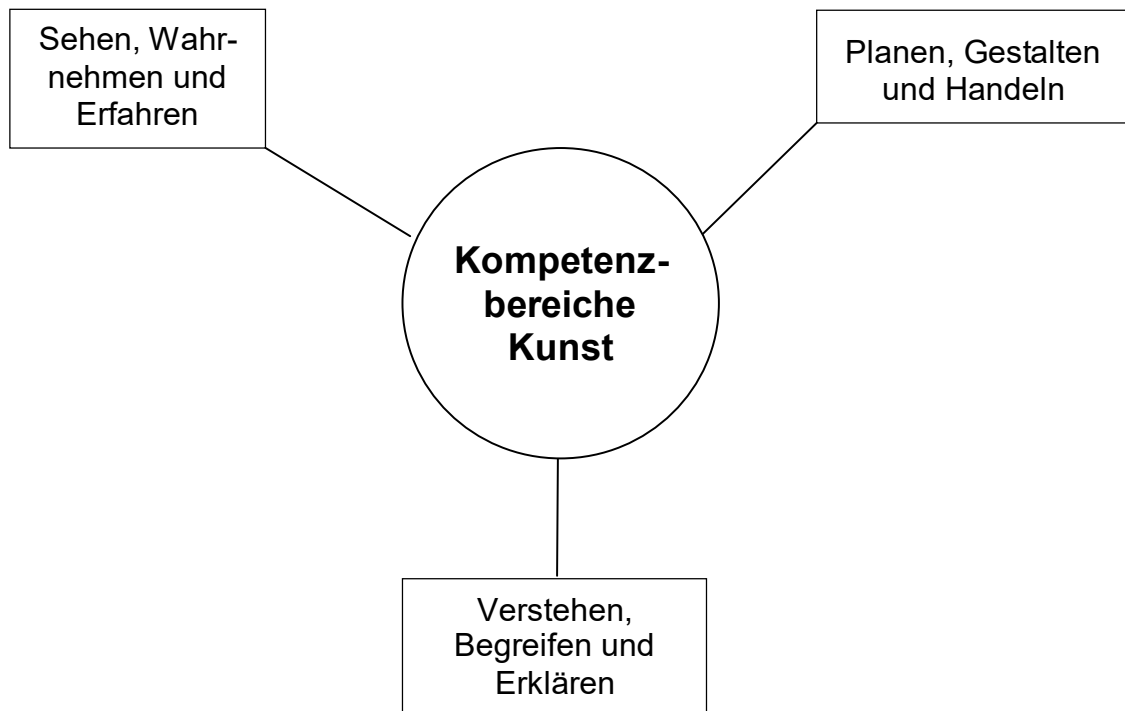 Sehen, Wahr-
nehmen und
Erfahren
Planen, Gestalten
und Handeln
Kompetenz-
bereiche
Kunst
Verstehen,
Begreifen und
Erklären